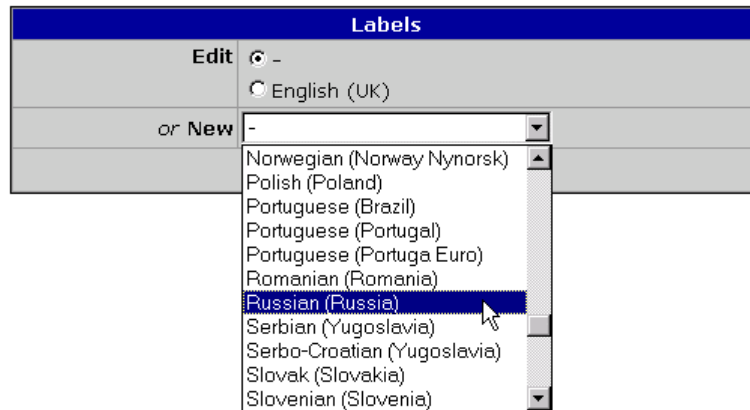 Labels
Edit -
English (UK)
or New -
Norwegian (Norway Nynorsk)
Polish (Poland)
Portuguese (Brazil)
Portuguese (Portugal)
Portuguese (Portuga Euro)
Romanian (Romania)
Russian (Russia)
Serbian (Yugoslavia)
Serbo-Croatian (Yugoslavia)
Slovak (Slovakia)
Slovenian (Slovenia)